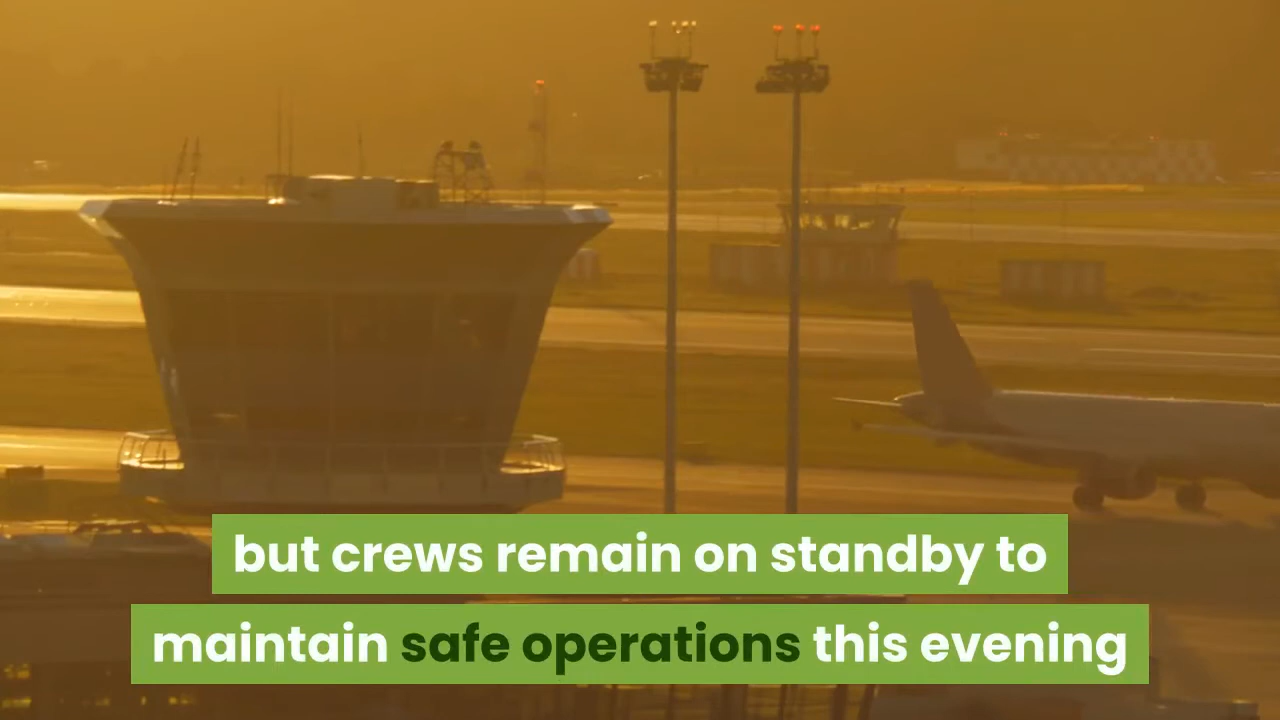 but crews remain on standby to
maintain safe operations this evening